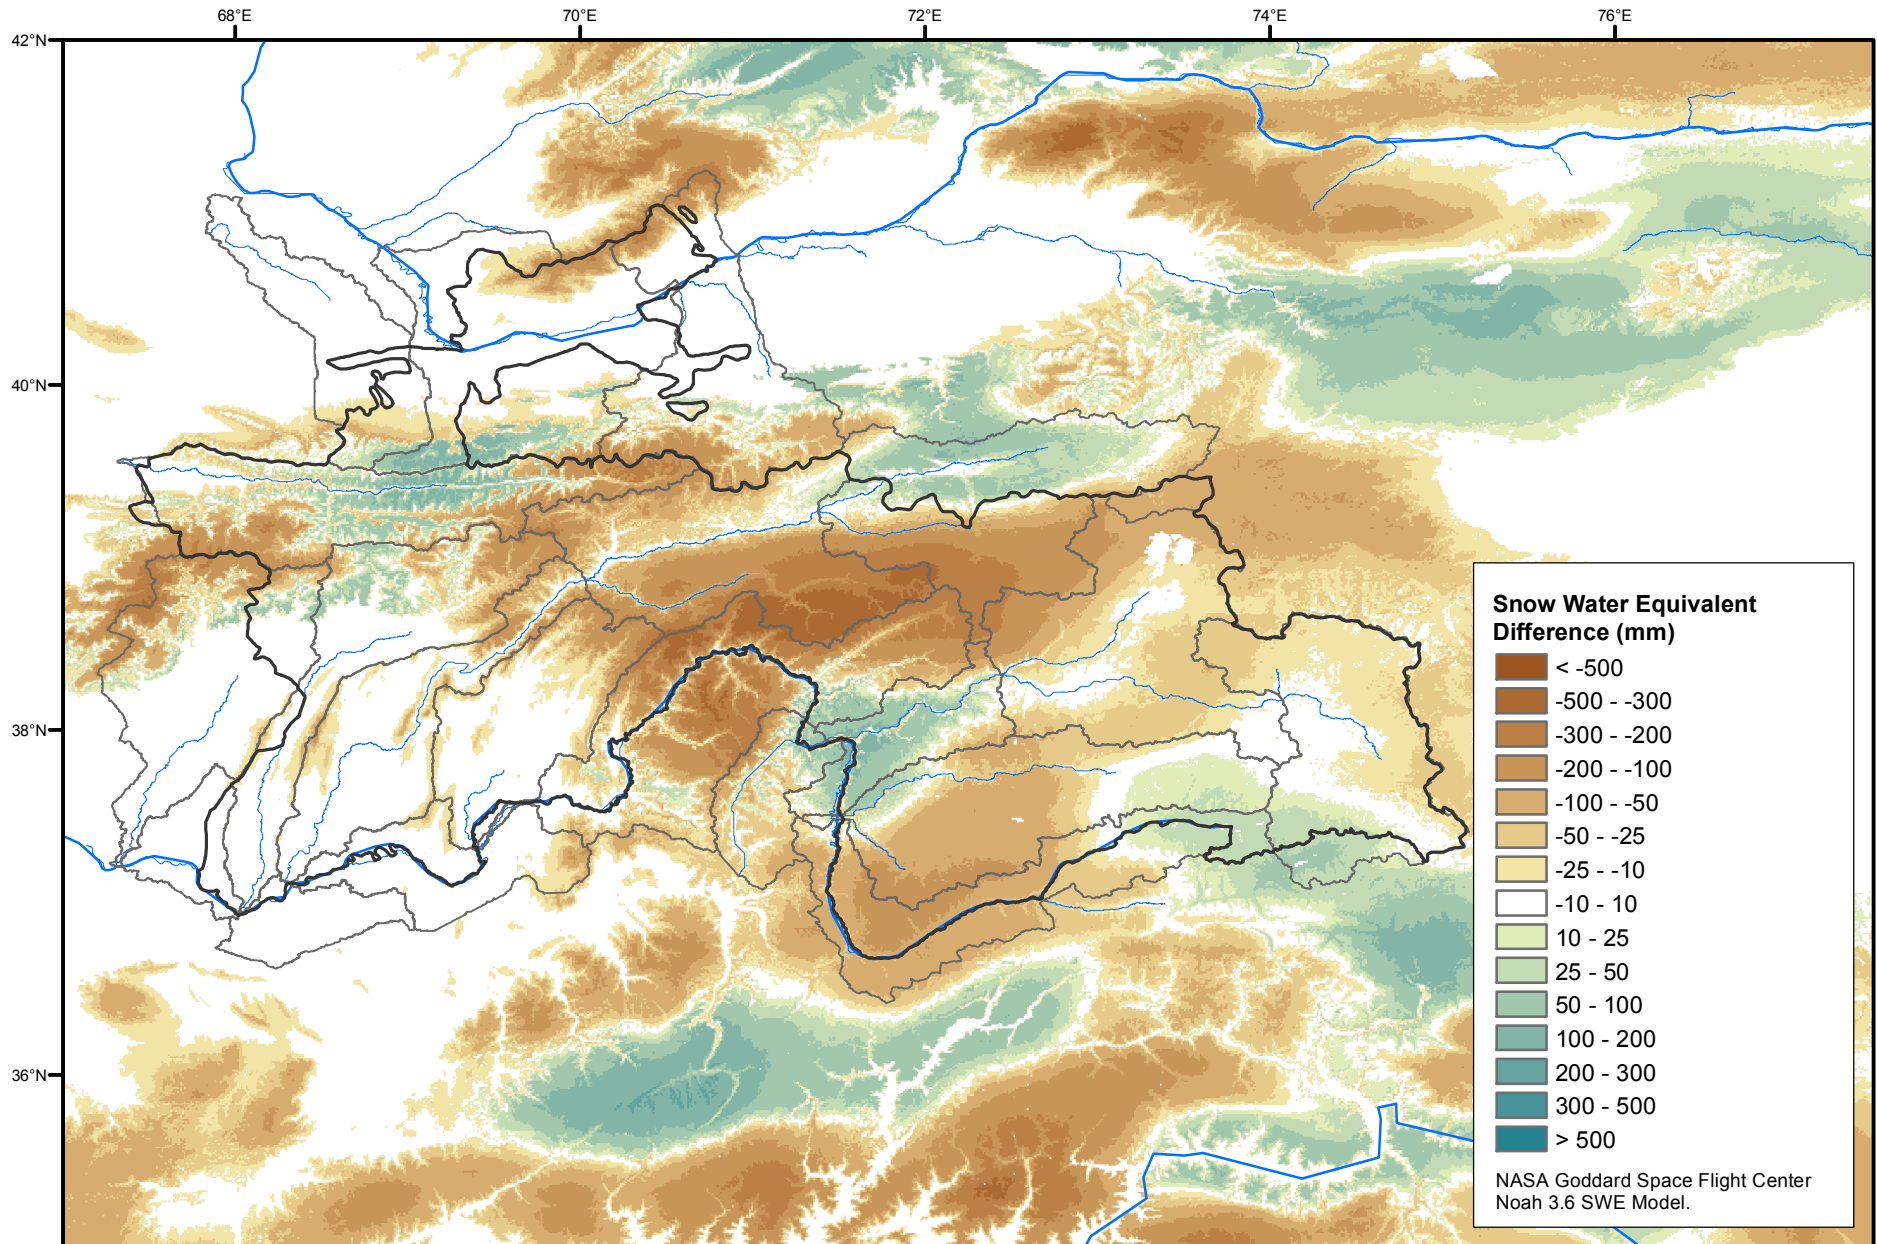 68°E
70°E
72°E
74°E
76°E
42°N
40°N
38°N
36°N
Snow Water Equivalent
Difference (mm)
< -500
-500 - -300
-300 - -200
-200 - -100
-100 - -50
-50 - -25
-25 - -10
-10 - 10
10 - 25
25 - 50
50 - 100
100 - 200
200 - 300
300 - 500
> 500
NASA Goddard Space Flight Center
Noah 3.6 SWE Model.